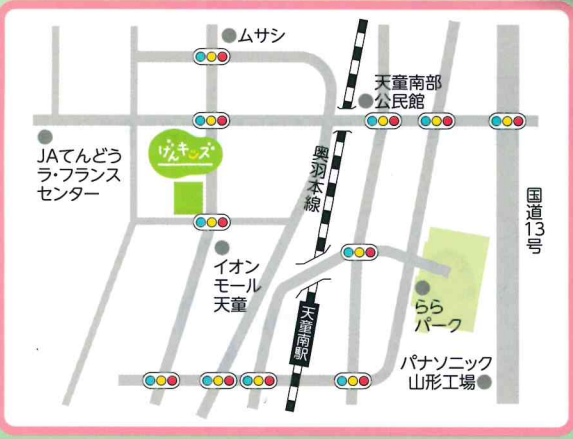 ムサシ
天童南部
公民館
JAてんどう
ラ・フランス
センター
げんキッズ
奥羽本線
国道13号
イオン
モール
天童
らら
パーク
天童南駅
パナソニック
山形工場